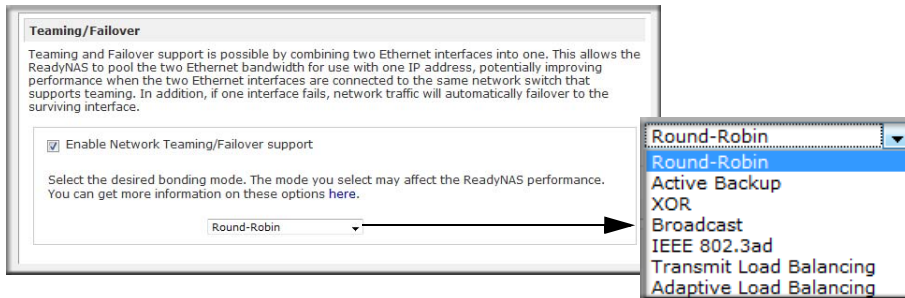 Teaming/Failover
Teaming and Failover support is possible by combining two Ethernet interfaces into one. This allows the
ReadyNAS to pool the two Ethernet bandwidth for use with one IP address, potentially improving
performance when the two Ethernet interfaces are connected to the same network switch that
supports teaming. In addition, if one interface fails, network traffic will automatically failover to the
surviving interface.
Enable Network Teaming/Failover support
Select the desired bonding mode. The mode you select may affect the ReadyNAS performance.
You can get more information on these options here.
Round-Robin
Round-Robin
Round-Robin
Active Backup
XOR
Broadcast
IEEE 802.3ad
Transmit Load Balancing
Adaptive Load Balancing